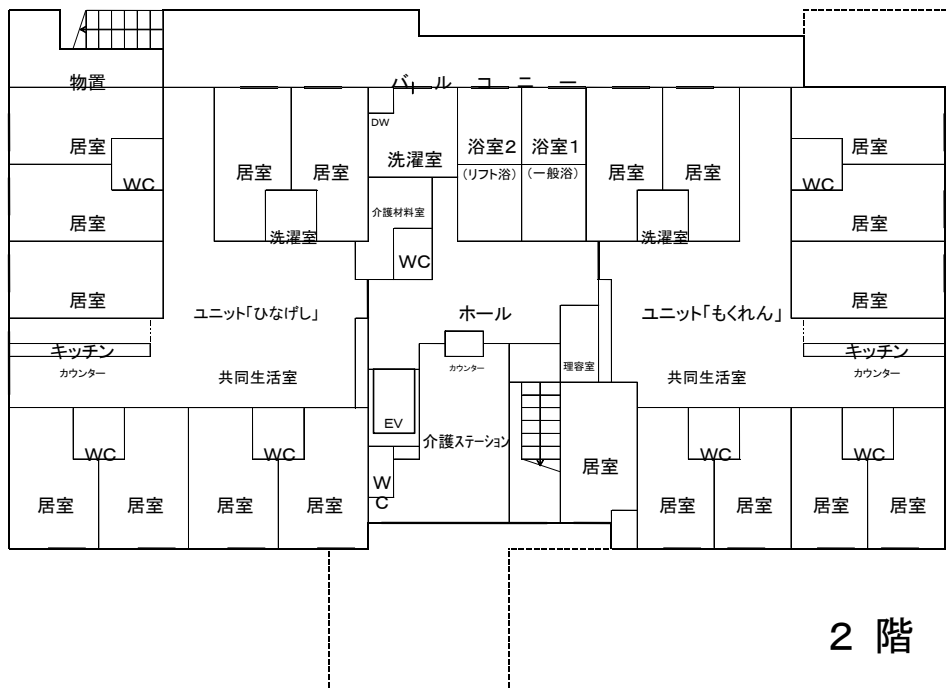 物置
バルコニー
DW
居室
WC
居室
居室
洗濯室
浴室2
浴室1
居室
居室
WC
居室
(リフト浴)
(一般浴)
居室
洗濯室
介護材料室
WC
洗濯室
居室
居室
ユニット「ひなげし」
ホール
ユニット「もくれん」
居室
キッチン
カウンター
共同生活室
カウンター
理容室
共同生活室
キッチン
カウンター
EV
介護ステーション
WC
WC
WC
居室
WC
WC
居室
居室
居室
居室
居室
居室
居室
居室
2 階